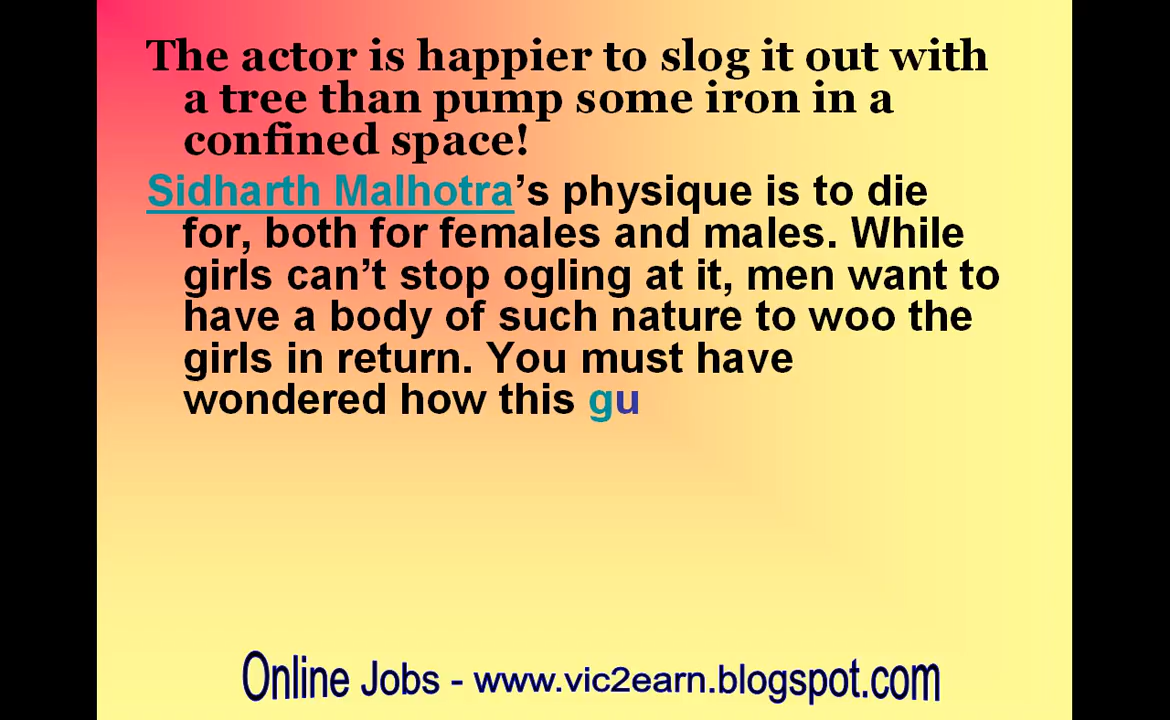 The actor is happier to slog it out with
a tree than pump some iron in a
confined space!
Sidharth Malhotra’s physique is to die
for, both for females and males. While
girls can’t stop ogling at it, men want to
have a body of such nature to woo the
girls in return. You must have
wondered how this gu
Online Jobs - www.vic2earn.blogspot.com